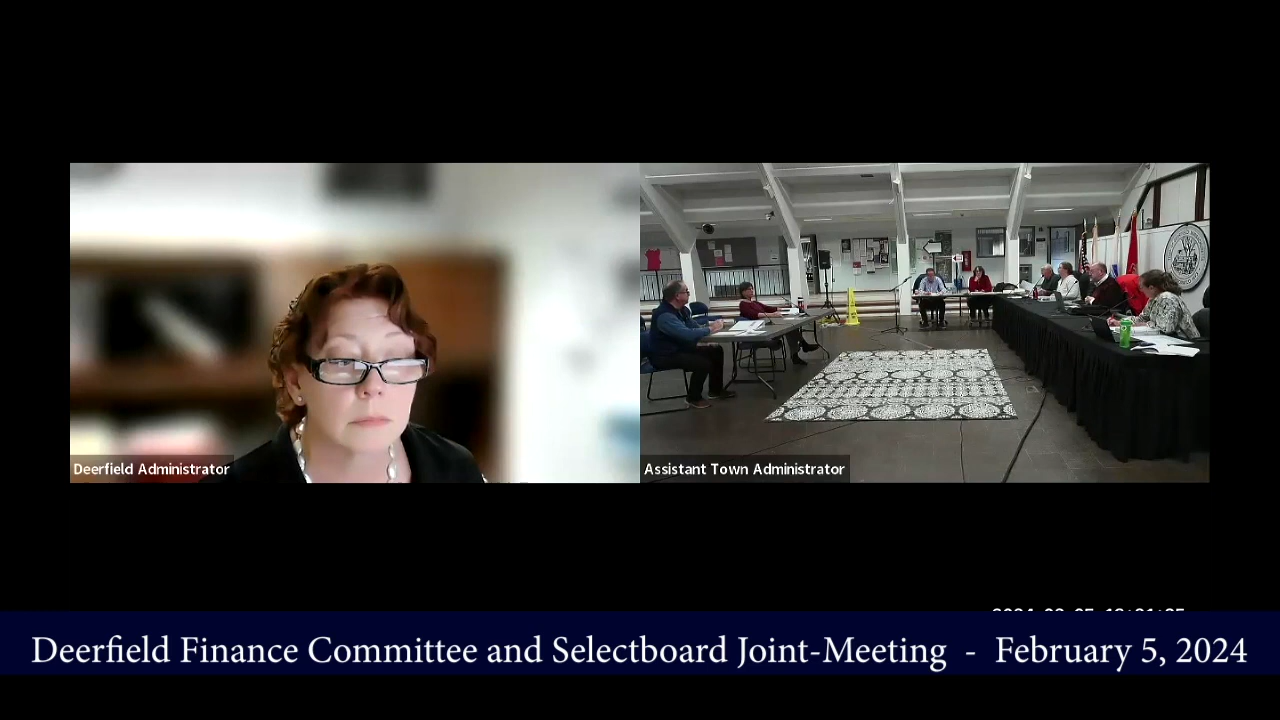 Deerfield Administrator
Assistant Town Administrator
Deerfield Finance Committee and Selectboard Joint-Meeting - February 5, 2024